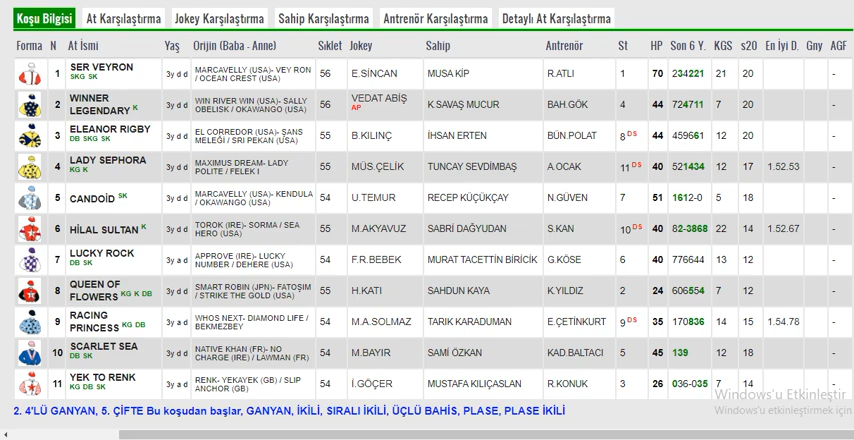 Koşu Bilgisi At Karşılaştırma Jokey Karşılaştırma Sahip Karşılaştırma Antrenör Karşılaştırma Detaylı At Karşılaştırma
Forma N At İsmi Yaş Orijin (Baba - Anne) Sıklet Jokey Sahip Antrenör St HP Son 6 Y. KGS s20 En İyi D. Gny AGF
1 SER VEYRON SKG SK 3y d d MARCAVELLY (USA)- VEY RON / OCEAN CREST (USA) 56 E.SİNCAN MUSA KİP R.ATLI 1 70 234221 21 20 -
2 WINNER LEGENDARY K 3y d d WIN RIVER WIN (USA)- SALLY OBELISK / OKAWANGO (USA) 56 VEDAT ABİŞ AP K.SAVAŞ MUCUR BAH.GÖK 4 44 724711 7 20 -
3 ELEANOR RIGBY DB SKG SK 3y d d EL CORREDOR (USA)- ŞANS MELEĞİ / SRI PEKAN (USA) 55 B.KILINÇ İHSAN ERTEN BÜN.POLAT 8 DS 44 459661 12 20 -
4 LADY SEPHORA KG K 3y d d MAXIMUS DREAM- LADY POLITE / FELEK I 55 MÜS.ÇELİK TUNCAY SEVDİMBAŞ A.OCAK 11 DS 40 521434 12 17 1.52.53 -
5 CANDOİD SK 3y d d MARCAVELLY (USA)- KENDULA / OKAWANGO (USA) 54 U.TEMUR RECEP KÜÇÜKÇAY N.GÜVEN 7 51 1612-0 5 18 -
6 HİLAL SULTAN K 3y d d TOROK (IRE)- SORMA / SEA HERO (USA) 55 M.AKYAVUZ SABRİ DAĞYUDAN S.KAN 10 DS 40 82-3868 22 14 1.52.67 -
7 LUCKY ROCK DB SK 3y a d APPROVE (IRE)- LUCKY NUMBER / DEHERE (USA) 54 F.R.BEBEK MURAT TACETTİN BİRİCİK G.KÖSE 6 40 776644 13 12 -
8 QUEEN OF FLOWERS KG K DB 3y d d SMART ROBIN (JPN)- FATOŞIM / STRIKE THE GOLD (USA) 55 H.KATI SAHDUN KAYA K.YILDIZ 2 24 606554 7 12 -
9 RACING PRINCESS KG DB 3y a d WHOS NEXT- DIAMOND LIFE / BEKMEZBEY 54 M.A.SOLMAZ TARIK KARADUMAN E.ÇETİNKURT 9 DS 35 170836 14 15 1.54.78 -
10 SCARLET SEA DB SK 3y d d NATIVE KHAN (FR)- NO CHARGE (IRE) / LAWMAN (FR) 54 M.BAYIR SAMİ ÖZKAN KAD.BALTACI 5 45 139 12 18 -
11 YEK TO RENK KG DB SK 3y a d RENK- YEKAYEK (GB) / SLIP ANCHOR (GB) 54 İ.GÖÇER MUSTAFA KILIÇASLAN R.KONUK 3 26 036-035 7 14 -
Windows'u Etkinleştir
2. 4'LÜ GANYAN, 5. ÇİFTE Bu koşudan başlar, GANYAN, İKİLİ, SIRALI İKİLİ, ÜÇLÜ BAHİS, PLASE, PLASE İKİLİ
Windows'u etkinleştirmek için